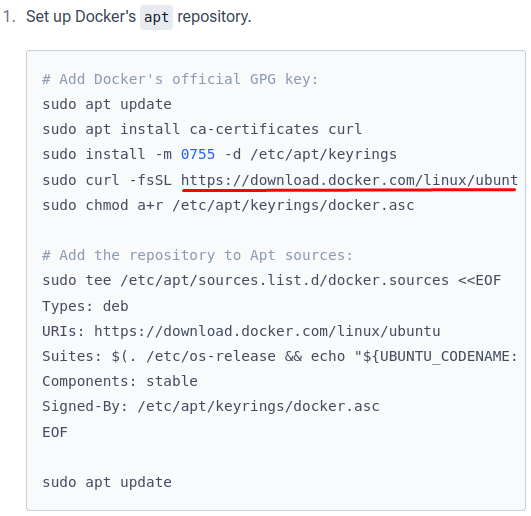 1. Set up Docker's apt repository.
# Add Docker's official GPG key:
sudo apt update
sudo apt install ca-certificates curl
sudo install -m 0755 -d /etc/apt/keyrings
sudo curl -fsSL https://download.docker.com/linux/ubunt
sudo chmod a+r /etc/apt/keyrings/docker.asc

# Add the repository to Apt sources:
sudo tee /etc/apt/sources.list.d/docker.sources <<EOF
Types: deb
URIs: https://download.docker.com/linux/ubuntu
Suites: $(. /etc/os-release && echo "${UBUNTU_CODENAME:
Components: stable
Signed-By: /etc/apt/keyrings/docker.asc
EOF

sudo apt update